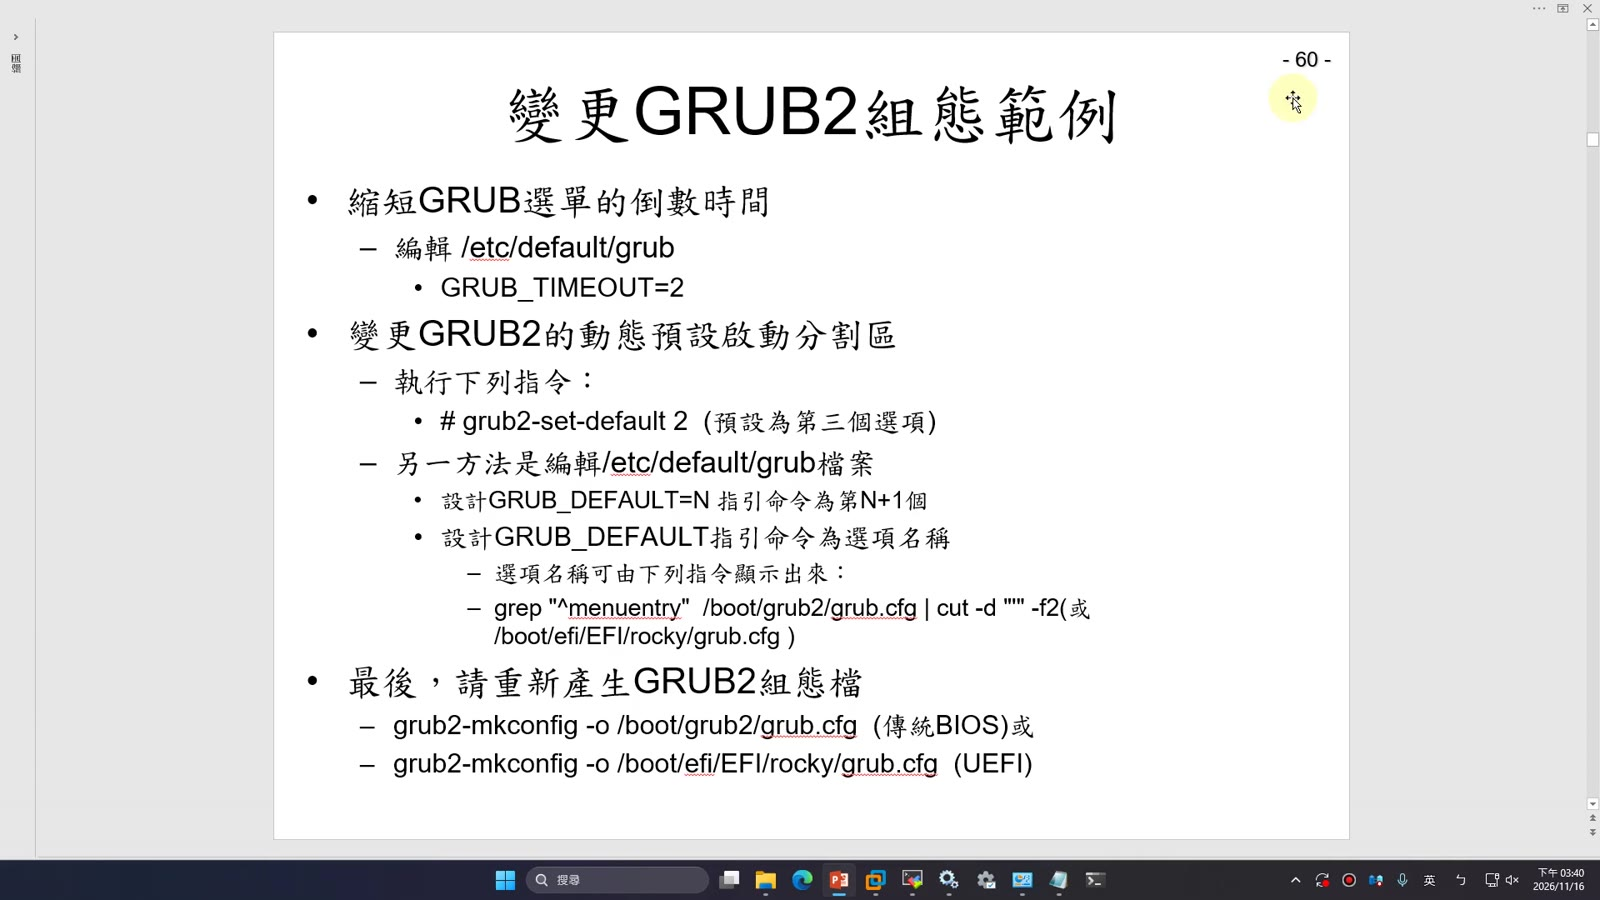 - 60 -
變更GRUB2組態範例
• 縮短GRUB選單的倒數時間
– 編輯 /etc/default/grub
• GRUB_TIMEOUT=2
• 變更GRUB2的動態預設啟動分割區
– 執行下列指令：
• # grub2-set-default 2 (預設為第三個選項)
– 另一方法是編輯/etc/default/grub檔案
• 設計GRUB_DEFAULT=N 指引命令為第N+1個
• 設計GRUB_DEFAULT指引命令為選項名稱
– 選項名稱可由下列指令顯示出來：
– grep "^menuentry" /boot/grub2/grub.cfg | cut -d "'" -f2(或
/boot/efi/EFI/rocky/grub.cfg )
• 最後，請重新產生GRUB2組態檔
– grub2-mkconfig -o /boot/grub2/grub.cfg (傳統BIOS)或
– grub2-mkconfig -o /boot/efi/EFI/rocky/grub.cfg (UEFI)
搜尋
英
ㄅ
下午 03:40
2026/11/16